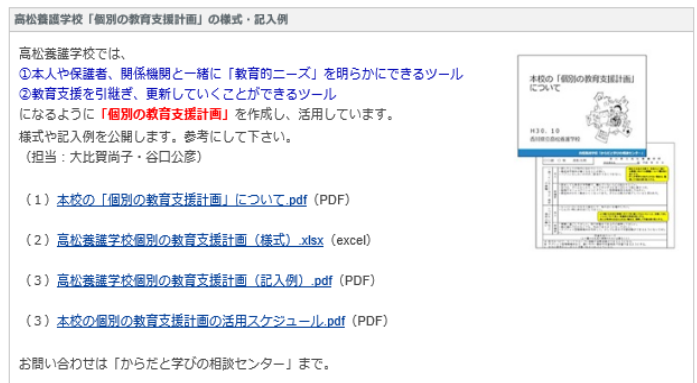 高松養護学校「個別の教育支援計画」の様式・記入例
高松養護学校では、
①本人や保護者、関係機関と一緒に「教育的ニーズ」を明らかにできるツール
②教育支援を引継ぎ、更新していくことができるツール
になるように「個別の教育支援計画」を作成し、活用しています。
様式や記入例を公開します。参考にして下さい。
（担当：大比賀尚子・谷口公彦）
（１）本校の「個別の教育支援計画」について.pdf（PDF）
（２）高松養護学校個別の教育支援計画（様式）.xlsx（excel）
（３）高松養護学校個別の教育支援計画（記入例）.pdf（PDF）
（３）本校の個別の教育支援計画の活用スケジュール.pdf（PDF）
お問い合わせは「からだと学びの相談センター」まで。
本校の「個別の教育支援計画」
について
H30.10
香川県立高松養護学校